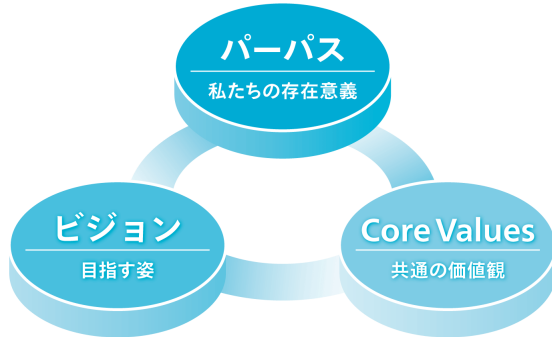 パーパス
私たちの存在意義
ビジョン
目指す姿
Core Values
共通の価値観